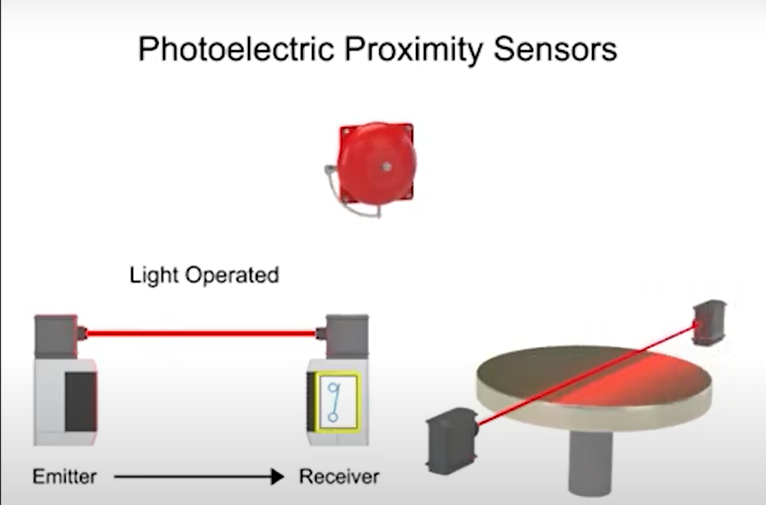 Photoelectric Proximity Sensors
Light Operated
Emitter
Receiver